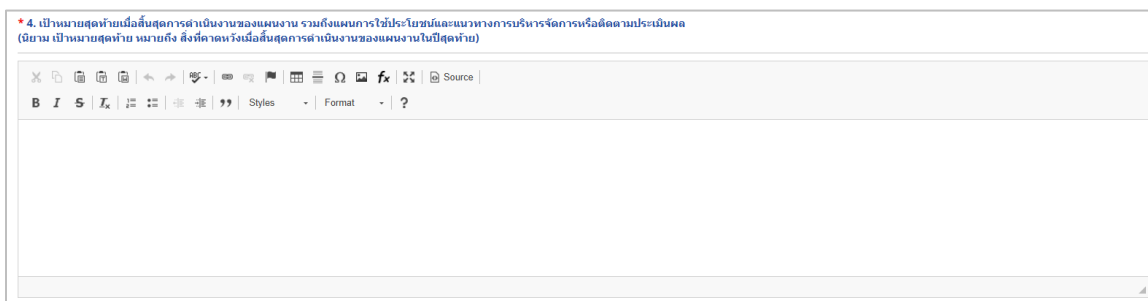 * 4. เป้าหมายสุดท้ายเมื่อสิ้นสุดการดำเนินงานของแผนงาน รวมถึงแผนการใช้ประโยชน์และแนวทางการบริหารจัดการหรือติดตามประเมินผล
(นิยาม เป้าหมายสุดท้าย หมายถึง สิ่งที่คาดหวังเมื่อสิ้นสุดการดำเนินงานของแผนงานในปีสุดท้าย)
ABC Ω fx Source
B I S Tx Styles Format ?